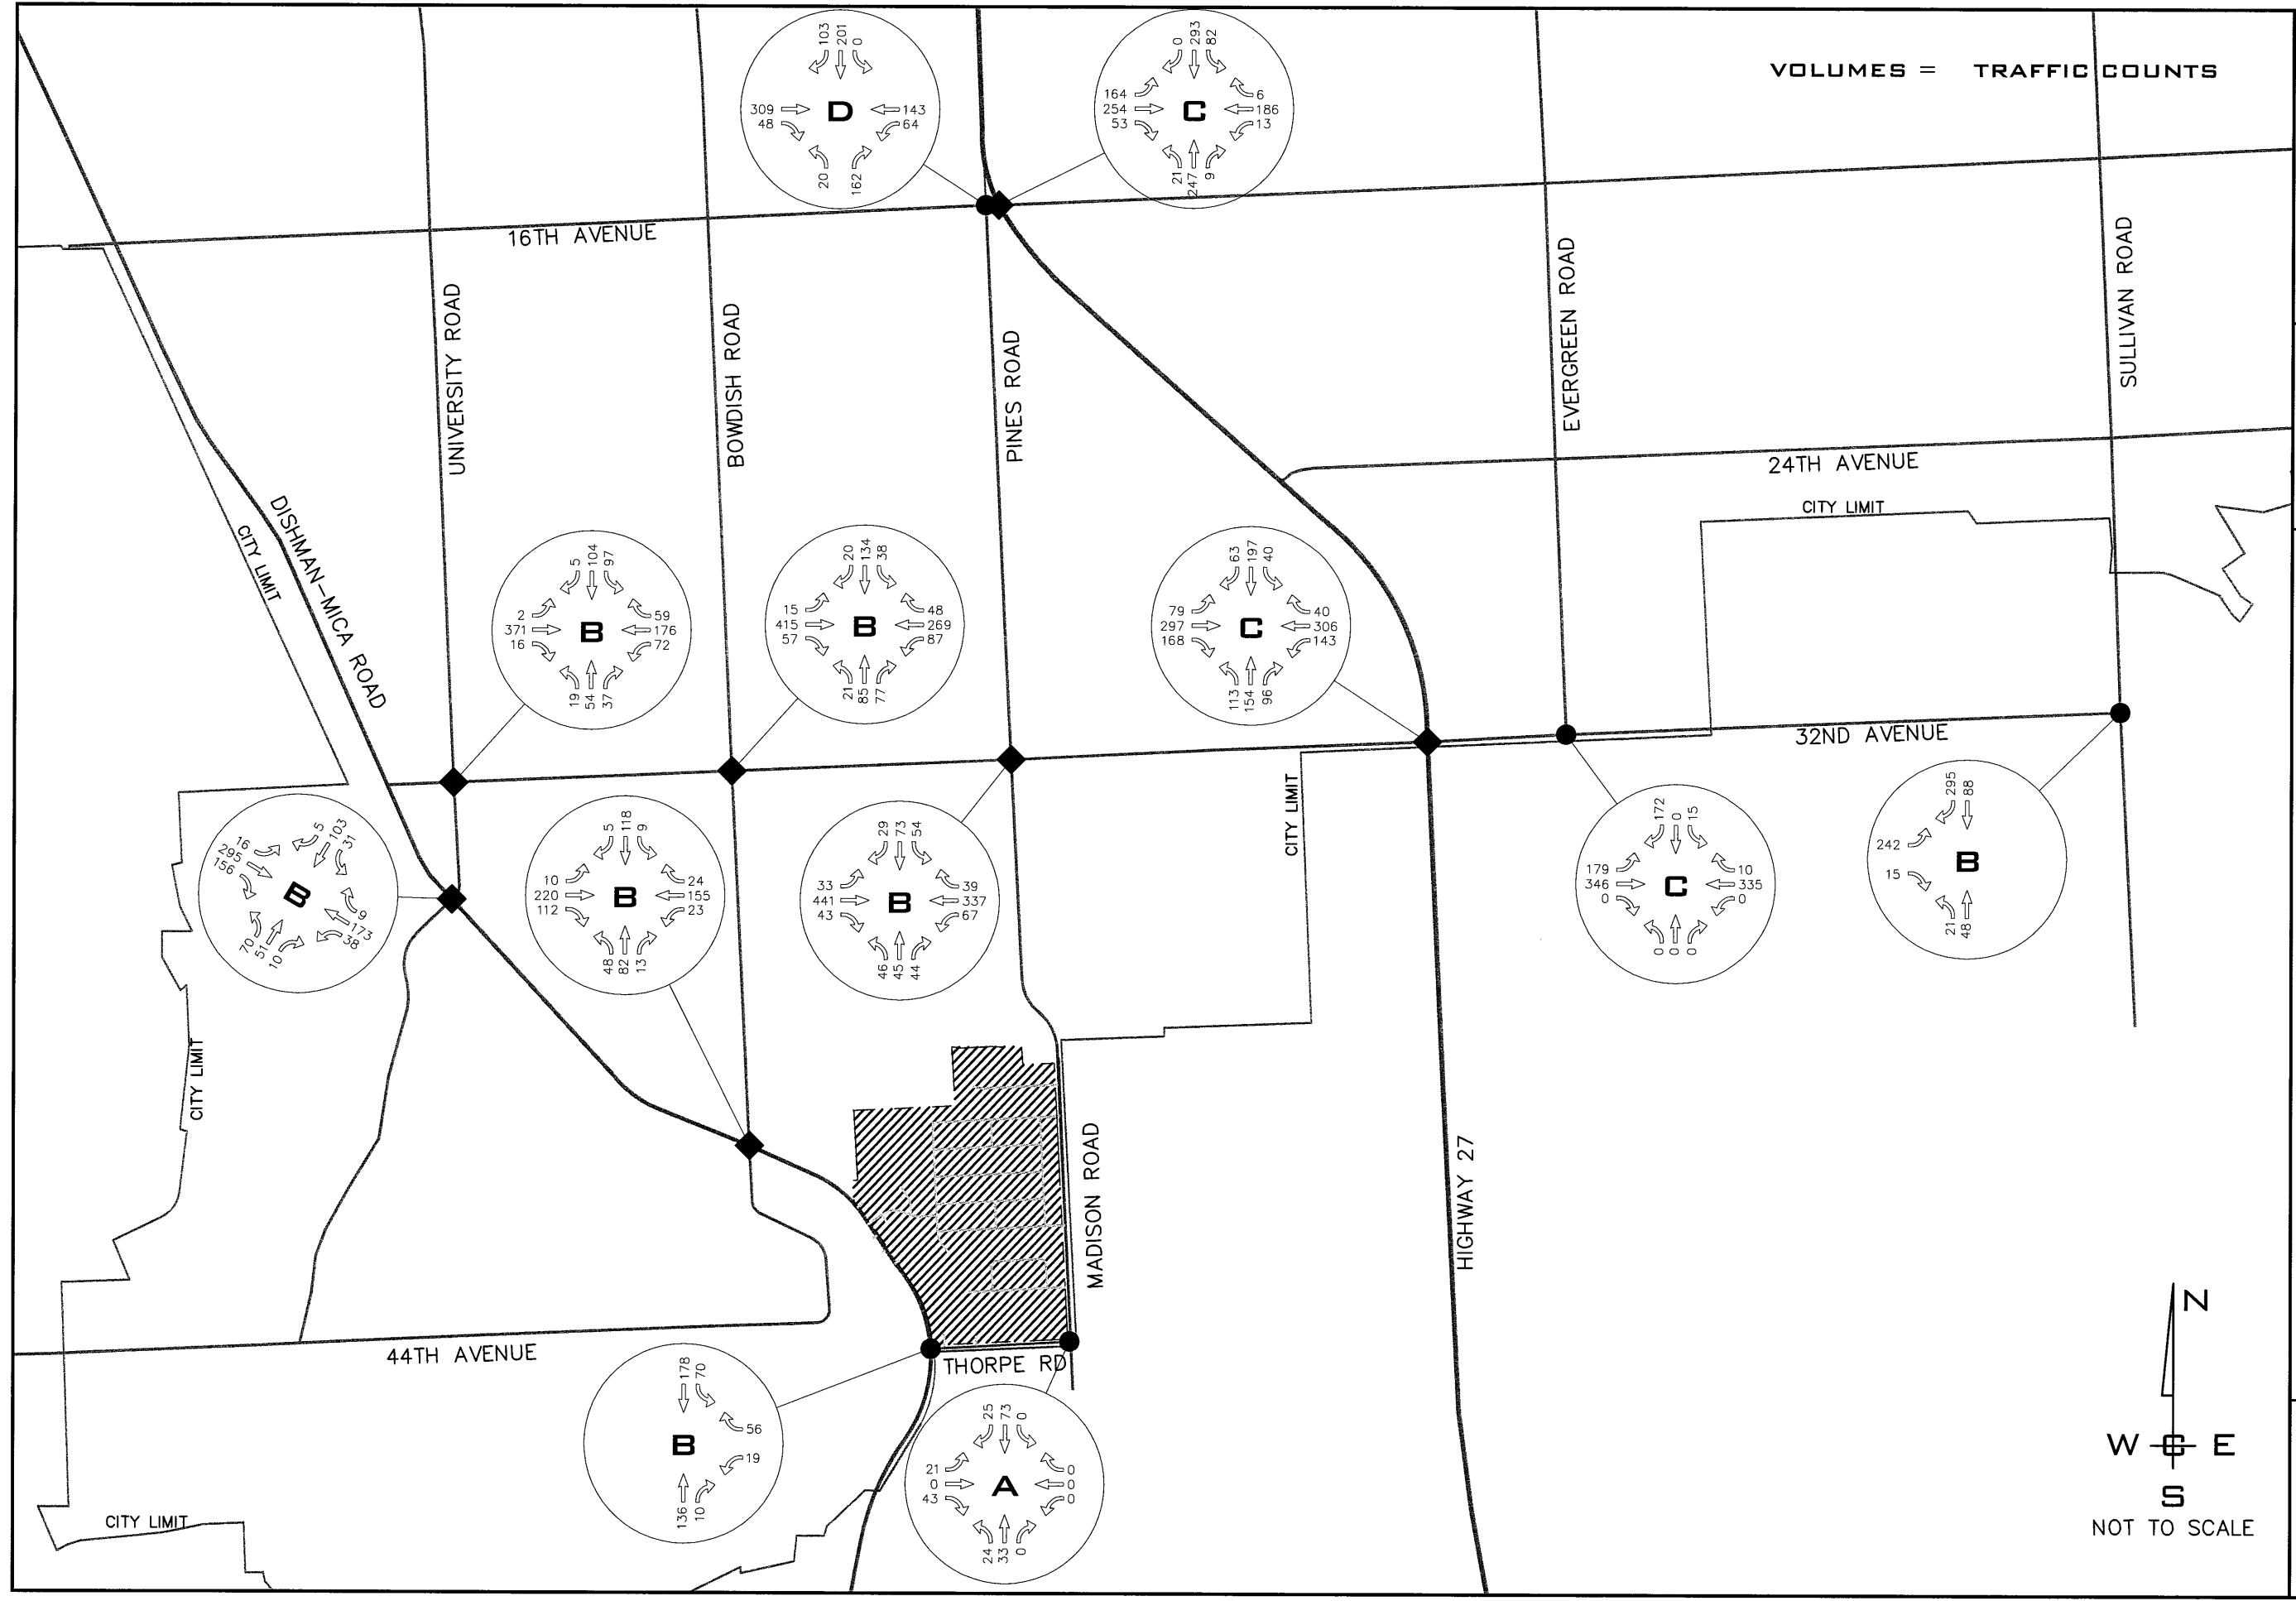 VOLUMES = TRAFFIC COUNTS
103 201 0
309
48
D
143
64
20 162
0 293 82
164
254
53
C
6
186
13
21 247 9
16TH AVENUE
UNIVERSITY ROAD
BOWDISH ROAD
PINES ROAD
EVERGREEN ROAD
SULLIVAN ROAD
24TH AVENUE
CITY LIMIT
DISHMAN-MICA ROAD
CITY LIMIT
5 104 97
2
371
16
B
59
176
72
19 54 37
20 134 38
15
415
57
B
48
269
87
21 85 77
63 197 40
79
297
168
C
40
306
143
113 154 96
32ND AVENUE
CITY LIMIT
5 103 31
16
295
156
B
9
173
38
70 51 10
5 118 9
10
220
112
B
24
155
23
48 82 13
29 73 54
33
441
43
B
39
337
67
46 45 44
172 0 15
179
346
0
C
10
335
0
0 0 0
295 88
242
15
B
21 48
CITY LIMIT
MADISON ROAD
HIGHWAY 27
44TH AVENUE
THORPE RD
178 70
B
56
19
136 10
25 73 0
21
0
43
A
0
0
0
24 33 0
CITY LIMIT
N
W E
S
NOT TO SCALE